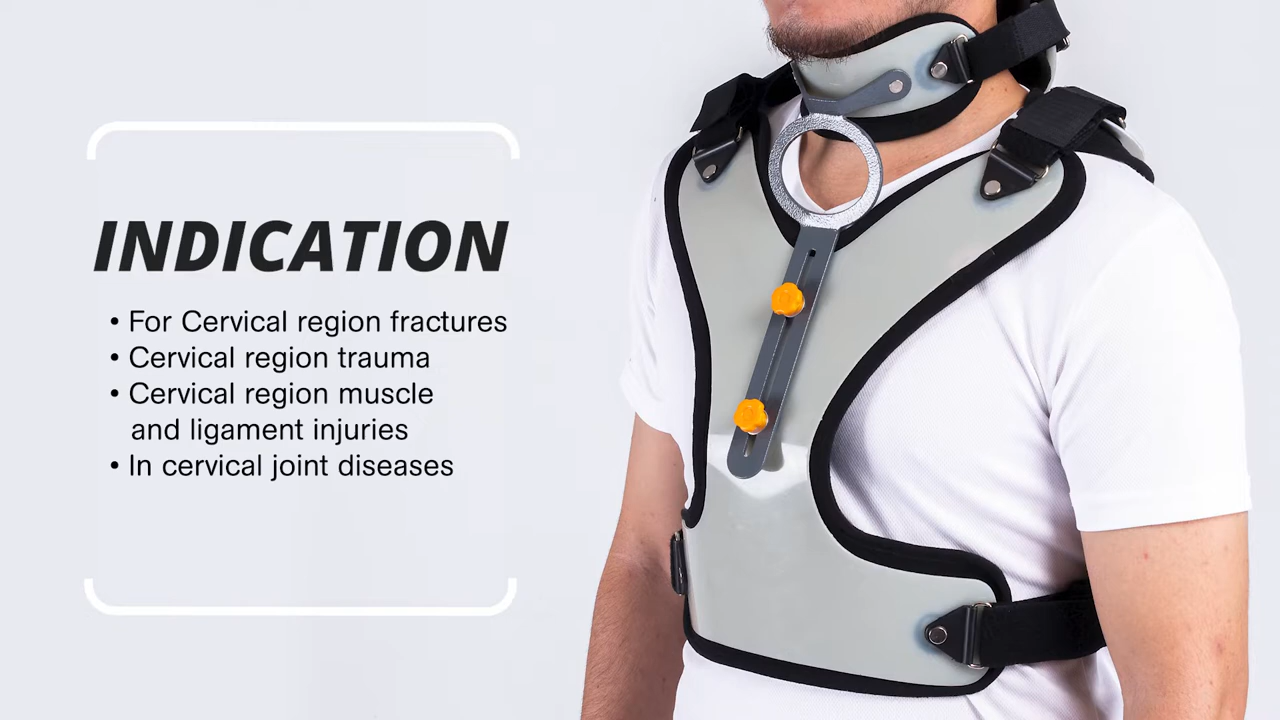 INDICATION
• For Cervical region fractures
• Cervical region trauma
• Cervical region muscle
and ligament injuries
• In cervical joint diseases